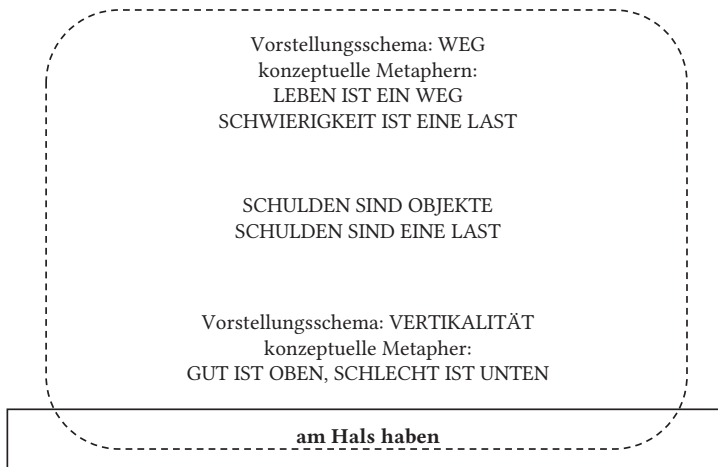 Vorstellungsschema: WEG
konzeptuelle Metaphern:
LEBEN IST EIN WEG
SCHWIERIGKEIT IST EINE LAST
SCHULDEN SIND OBJEKTE
SCHULDEN SIND EINE LAST
Vorstellungsschema: VERTIKALITÄT
konzeptuelle Metapher:
GUT IST OBEN, SCHLECHT IST UNTEN
am Hals haben